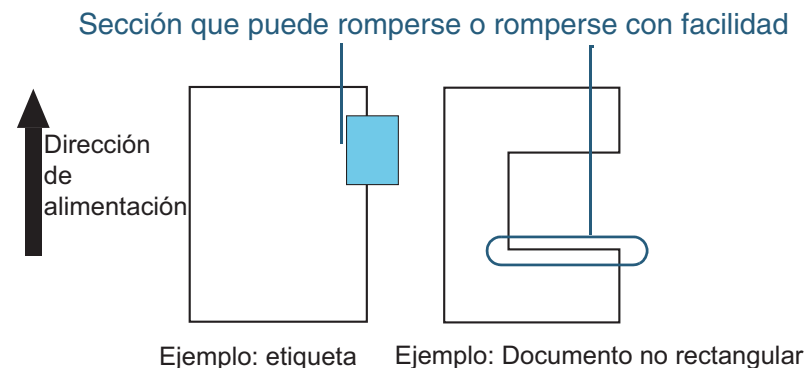 Sección que puede romperse o romperse con facilidad
Dirección
de
alimentación
Ejemplo: etiqueta
Ejemplo: Documento no rectangular